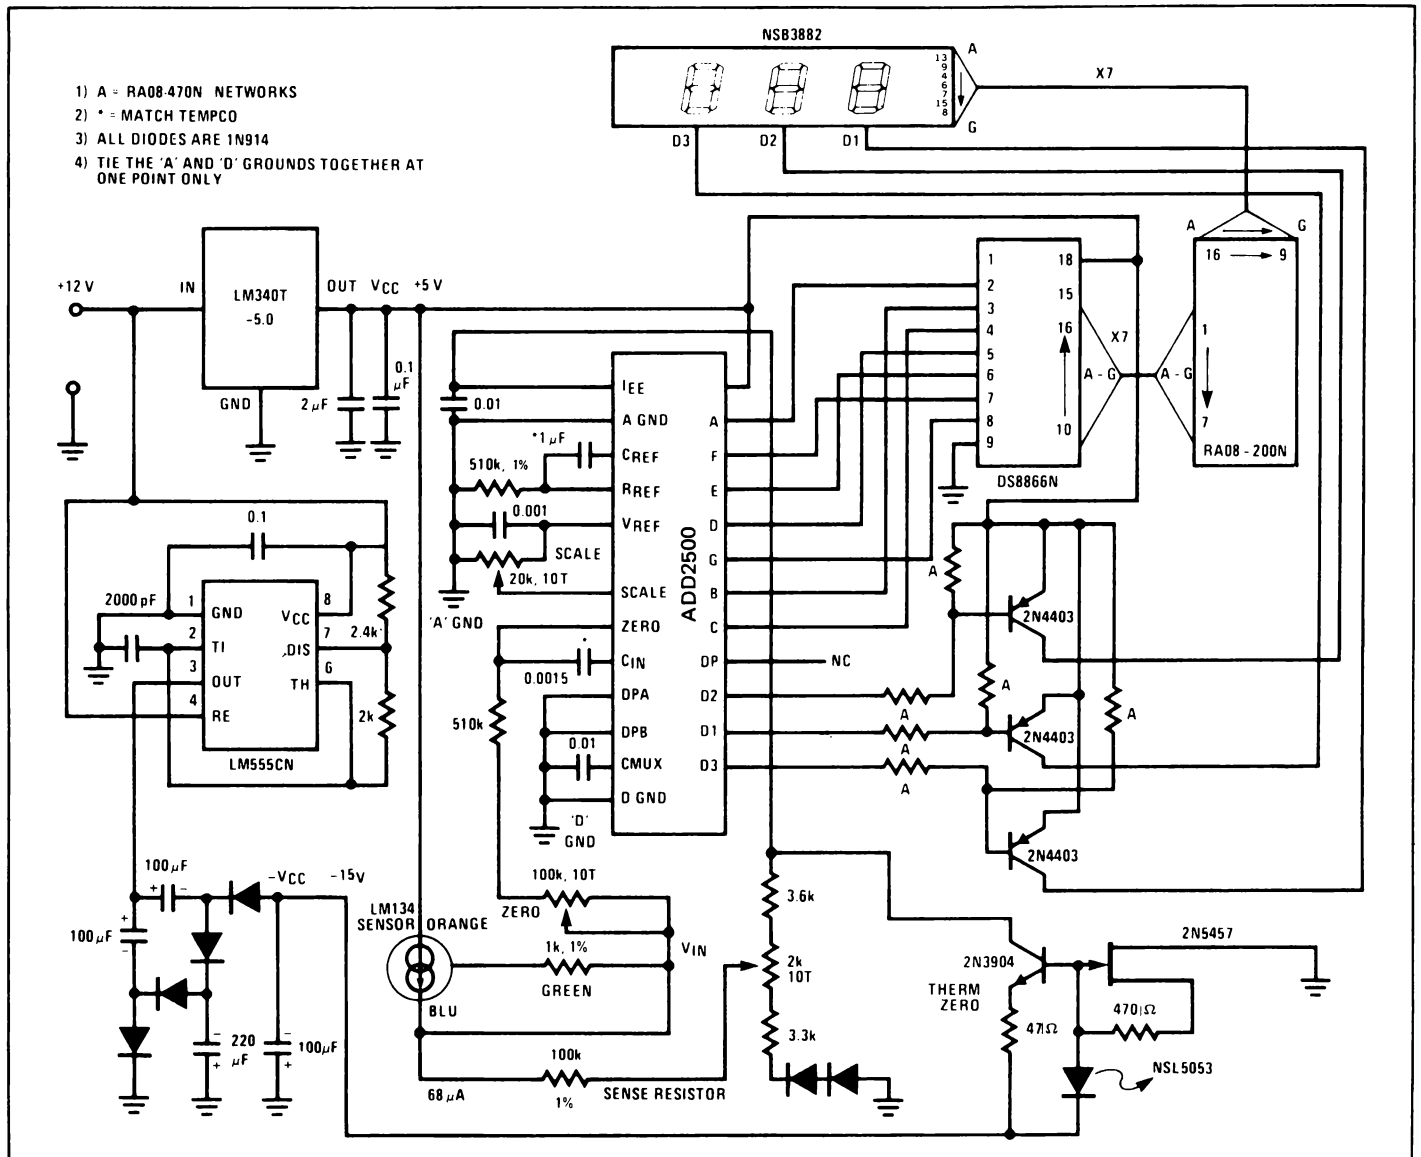 NSB3882
A
13
9
4
6
7
15
8
G
X7
D3
D2
D1
1) A = RA08-470N NETWORKS
2) * = MATCH TEMPCO
3) ALL DIODES ARE 1N914
4) TIE THE 'A' AND 'D' GROUNDS TOGETHER AT
ONE POINT ONLY
+12 V
IN
LM340T
-5.0
OUT
VCC
+5 V
GND
2 µF
0.1
µF
0.01
IEE
A GND
*1 µF
CREF
510k, 1%
RREF
0.001
VREF
SCALE
20k, 10T
SCALE
'A' GND
ZERO
CIN
*
0.0015
DPA
510k
DPB
0.01
CMUX
D GND
'D'
GND
ADD2500
A
F
E
D
G
B
C
DP
NC
D2
D1
D3
A
A
A
1
2
3
4
5
6
7
8
9
18
15
16
10
DS8866N
X7
A - G
A - G
A
G
16
9
1
7
RA08 - 200N
A
A
A
2N4403
2N4403
2N4403
0.1
2000 pF
1
GND
VCC
8
2
TI
DIS
7
2.4k
3
OUT
TH
6
4
RE
2k
LM555CN
100 µF
+ -
-VCC
-15V
100 µF
+
-
-
220
µF
+
-
100µF
+
LM134
SENSOR
ORANGE
ZERO
100k, 10T
1k, 1%
GREEN
VIN
BLU
100k
1%
68 µA
SENSE RESISTOR
3.6k
2k
10T
3.3k
2N3904
THERM
ZERO
47Ω
2N5457
470Ω
NSL5053